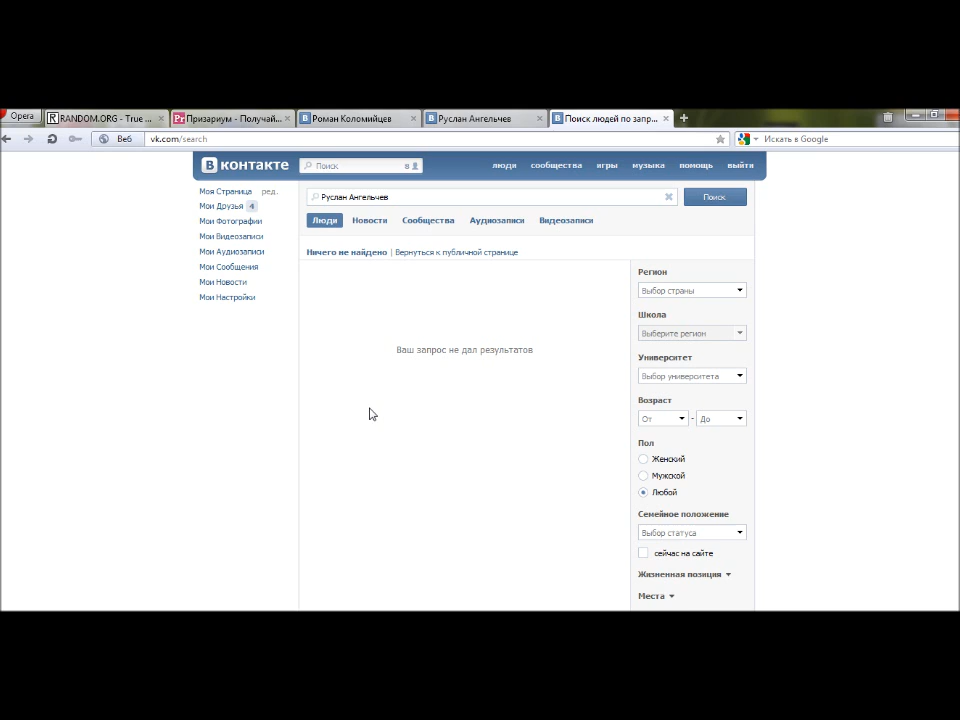 Opera
RANDOM.ORG - True ...
Призариум - Получай...
Роман Коломийцев
Руслан Ангельчев
Поиск людей по запр...
Веб
vk.com/search
Искать в Google
В контакте
Поиск
люди сообщества игры музыка помощь выйти
Моя Страница ред.
Мои Друзья 4
Мои Фотографии
Мои Видеозаписи
Мои Аудиозаписи
Мои Сообщения
Мои Новости
Мои Настройки
Руслан Ангельчев
Поиск
Люди Новости Сообщества Аудиозаписи Видеозаписи
Ничего не найдено | Вернуться к публичной странице
Ваш запрос не дал результатов
Регион
Выбор страны
Школа
Выберите регион
Университет
Выбор университета
Возраст
От - До
Пол
Женский
Мужской
Любой
Семейное положение
Выбор статуса
сейчас на сайте
Жизненная позиция
Места